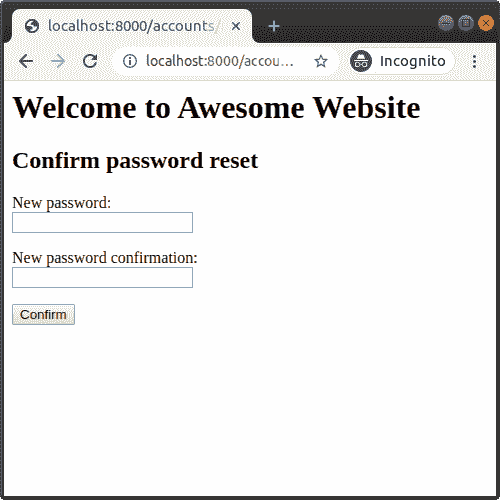 localhost:8000/accounts/
localhost:8000/accou...
Incognito
Welcome to Awesome Website
Confirm password reset
New password:
New password confirmation:
Confirm